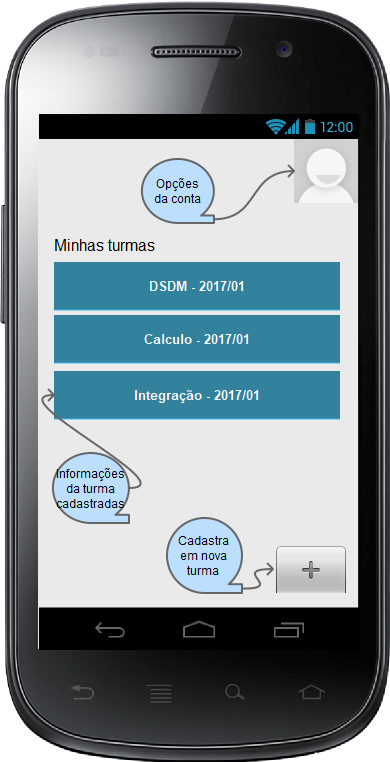 12:00
Opções
da conta
Minhas turmas
DSDM - 2017/01
Calculo - 2017/01
Integração - 2017/01
Informações
da turma
cadastradas
Cadastra
em nova
turma
+